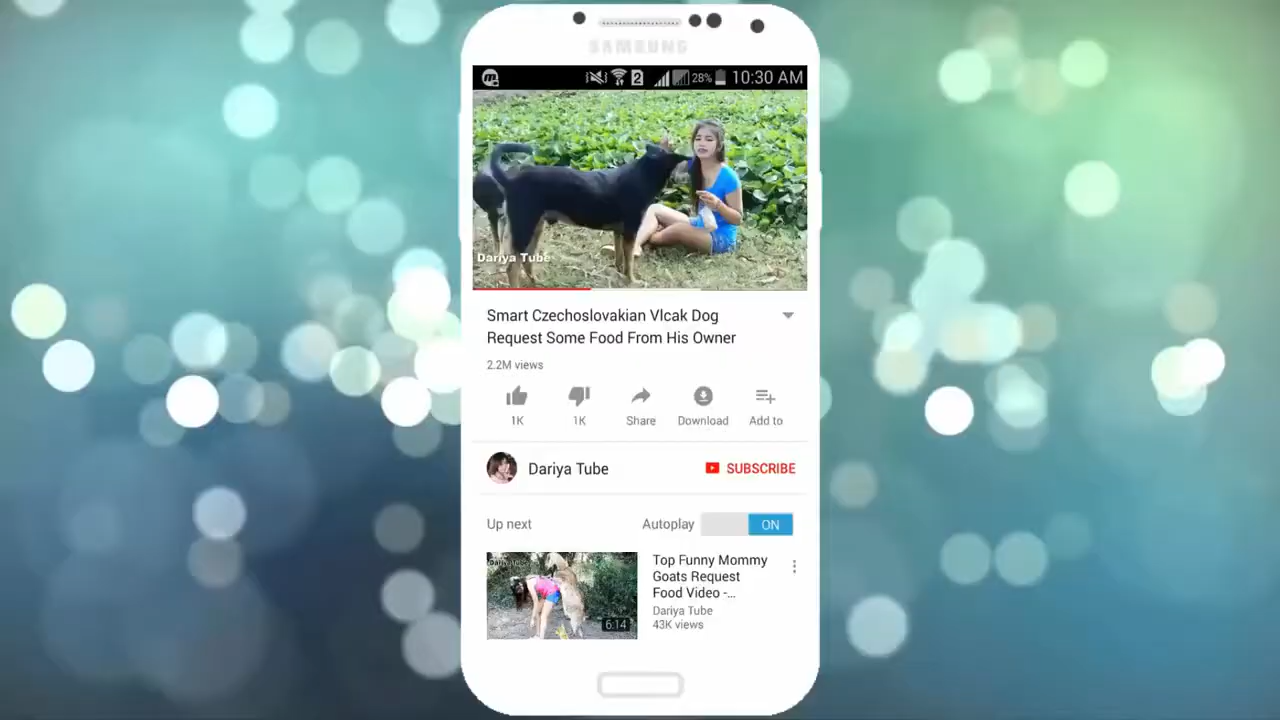 SAMSUNG
2 28% 10:30 AM
Dariya Tube
Smart Czechoslovakian Vlcak Dog
Request Some Food From His Owner
2.2M views
1K 1K Share Download Add to
Dariya Tube SUBSCRIBE
Up next Autoplay ON
Dariya Tube
6:14
Top Funny Mommy
Goats Request
Food Video -...
Dariya Tube
43K views